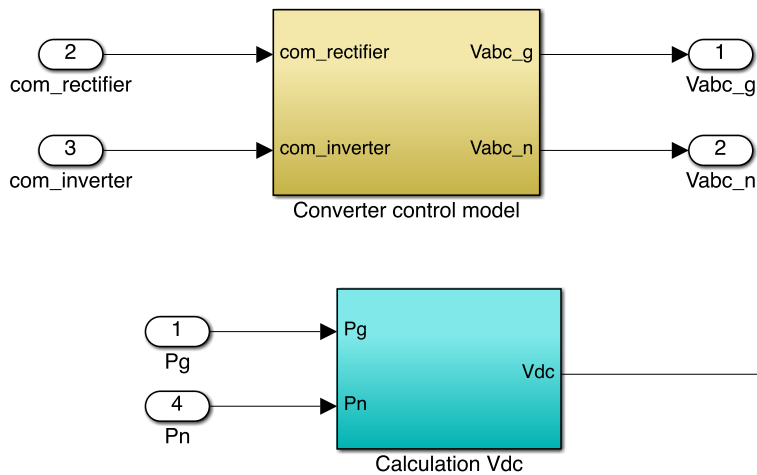 2 com_rectifier Vabc_g 1
com_rectifier Vabc_g
3 com_inverter Vabc_n 2
com_inverter Vabc_n
Converter control model
1 Pg
Pg
Vdc
4 Pn
Pn
Calculation Vdc